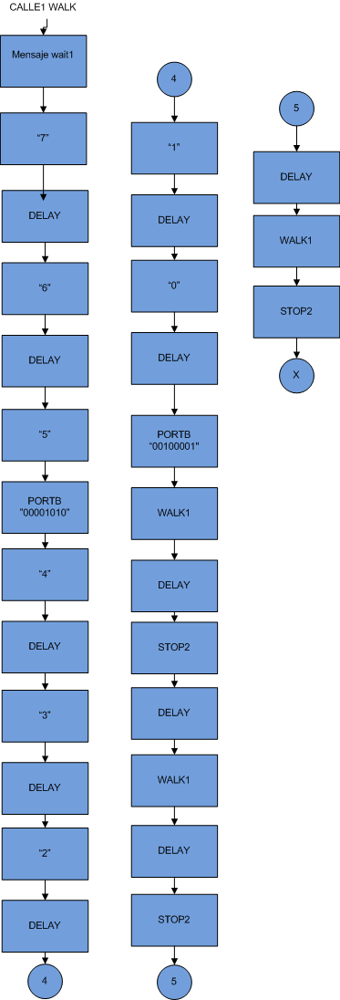 CALLE1 WALK
Mensaje wait1
“7”
DELAY
“6”
DELAY
“5”
PORTB
”00001010”
“4”
DELAY
“3”
DELAY
“2”
DELAY
4
4
“1”
DELAY
“0”
DELAY
PORTB
“00100001”
WALK1
DELAY
STOP2
DELAY
WALK1
DELAY
STOP2
5
5
DELAY
WALK1
STOP2
X